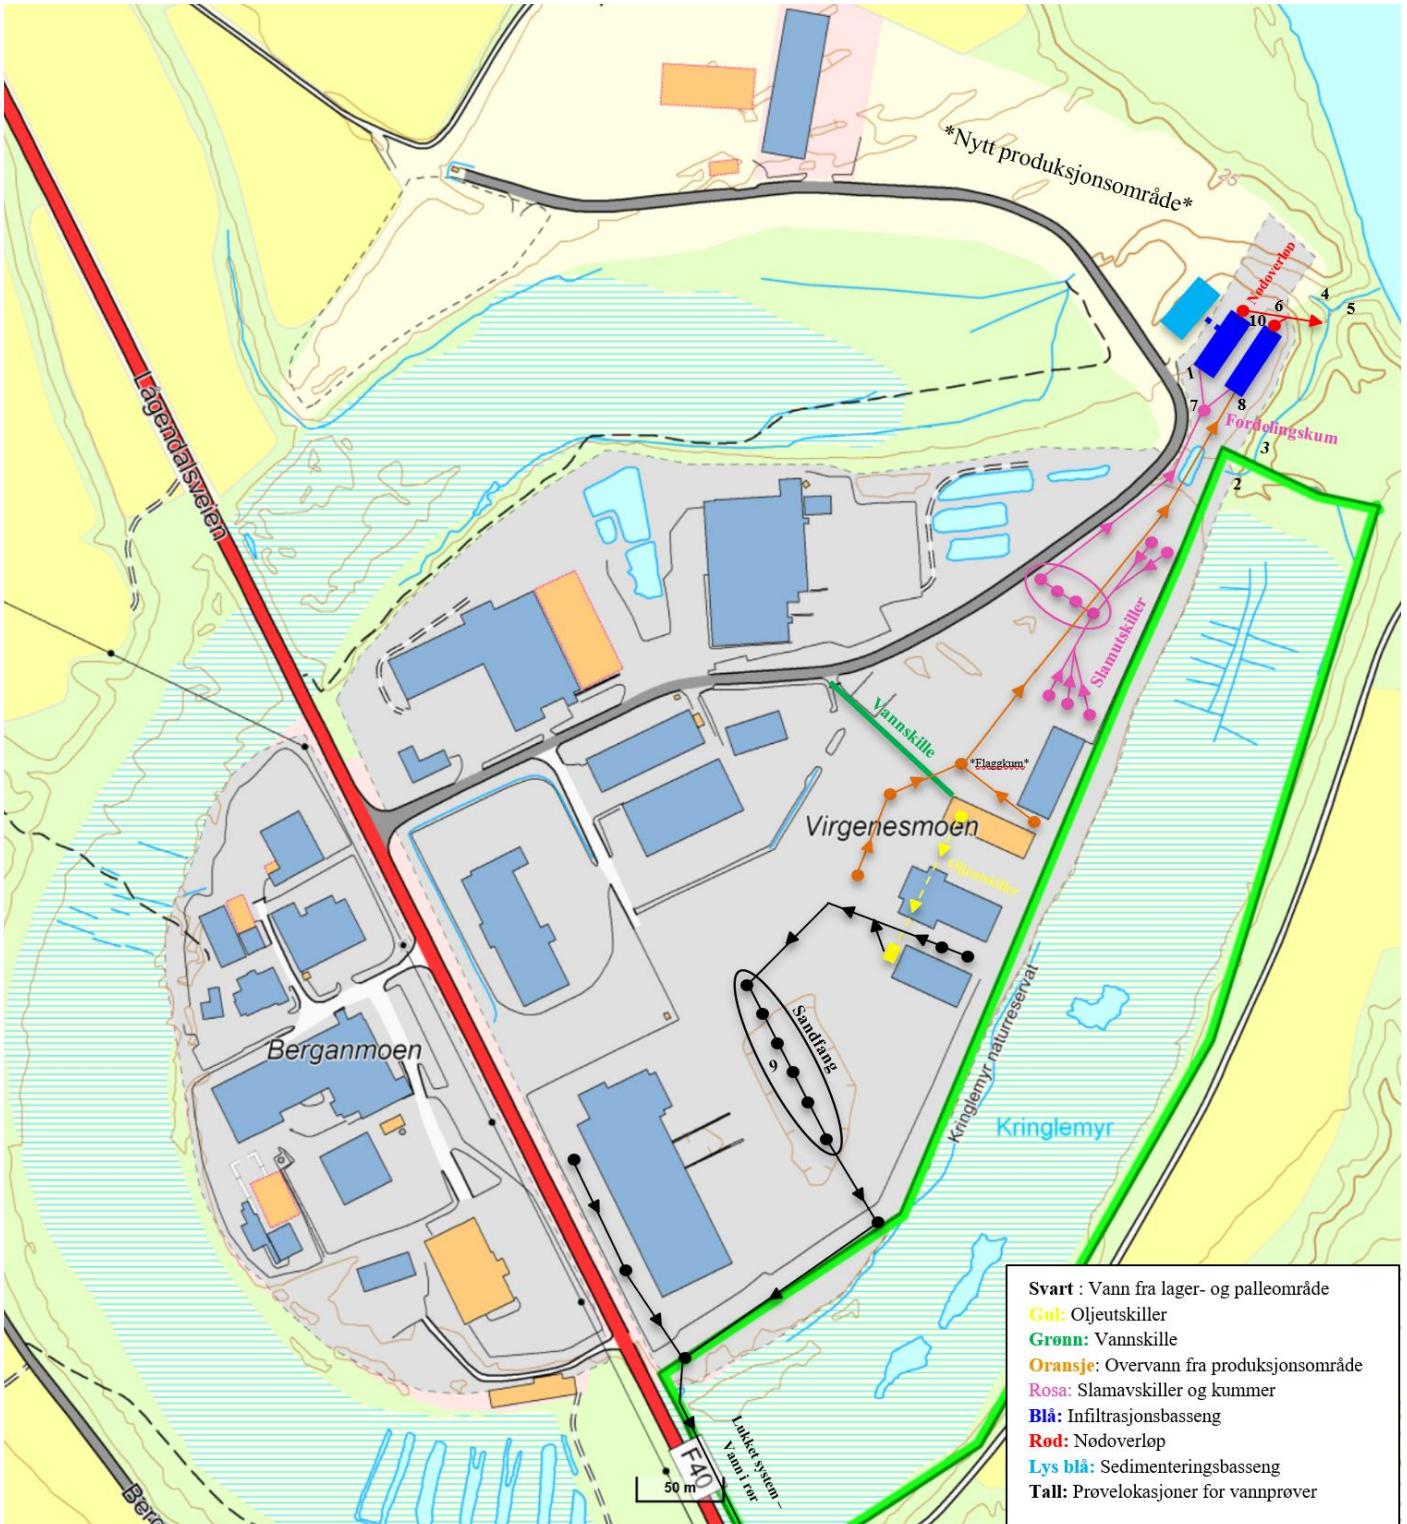 *Nytt produksjonsområde*
25
Nødoverløp
4
5
6
10
1
7
8
Fordelingskum
3
2
Lågendalsveien
Slamutskiller
Vannskille
*Flaggkum*
Virgenesmoen
Oljeutskiller
Sandfang
9
Berganmoen
Kringlemyr naturreservat
Kringlemyr
Lukket system –
Vann i rør
F40
50 m
Svart : Vann fra lager- og palleområde
Gul: Oljeutskiller
Grønn: Vannskille
Oransje: Overvann fra produksjonsområde
Rosa: Slamavskiller og kummer
Blå: Infiltrasjonsbasseng
Rød: Nødoverløp
Lys blå: Sedimenteringsbasseng
Tall: Prøvelokasjoner for vannprøver